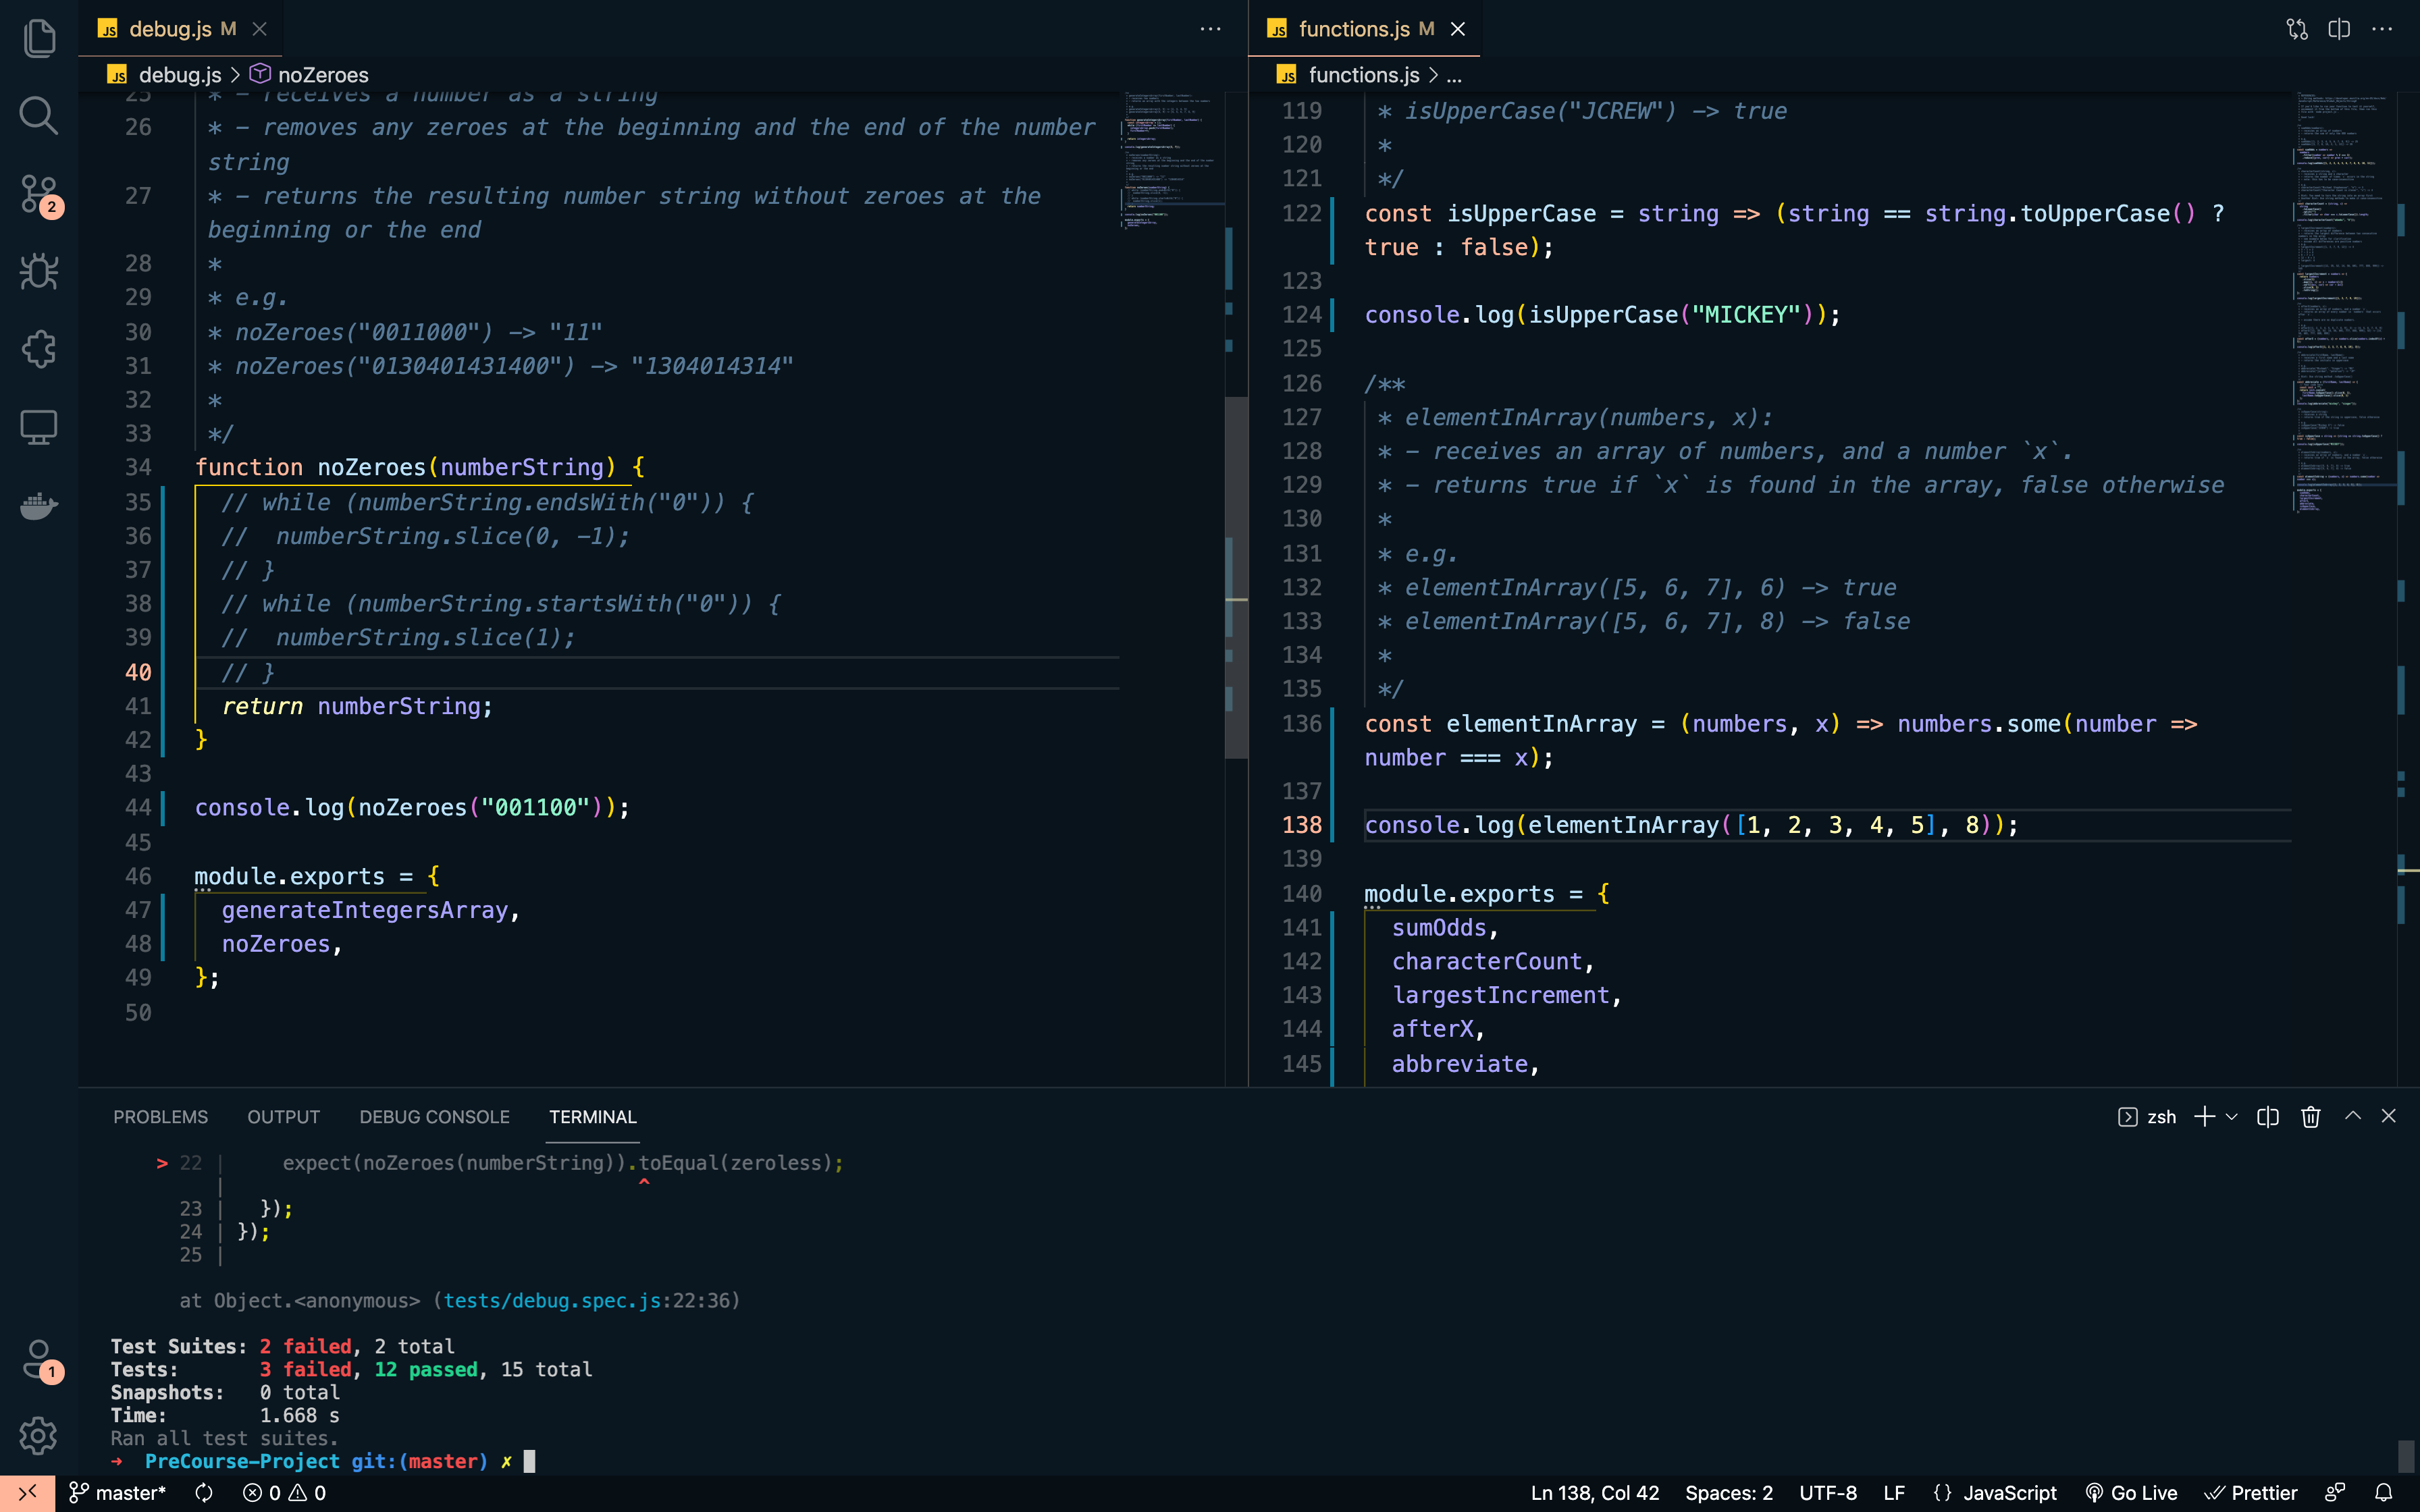 JS debug.js M
JS functions.js M
JS debug.js > noZeroes
JS functions.js > ...
25 * – receives a number as a string
26 * – removes any zeroes at the beginning and the end of the number
string
27 * – returns the resulting number string without zeroes at the
beginning or the end
28 *
29 * e.g.
30 * noZeroes("0011000") –> "11"
31 * noZeroes("0130401431400") –> "1304014314"
32 *
33 */
34 function noZeroes(numberString) {
35 // while (numberString.endsWith("0")) {
36 //  numberString.slice(0, –1);
37 // }
38 // while (numberString.startsWith("0")) {
39 //  numberString.slice(1);
40 // }
41 return numberString;
42 }
43
44 console.log(noZeroes("001100"));
45
46 module.exports = {
47 generateIntegersArray,
48 noZeroes,
49 };
50
119 * isUpperCase("JCREW") –> true
120 *
121 */
122 const isUpperCase = string => (string == string.toUpperCase() ?
true : false);
123
124 console.log(isUpperCase("MICKEY"));
125
126 /**
127 * elementInArray(numbers, x):
128 * – receives an array of numbers, and a number `x`.
129 * – returns true if `x` is found in the array, false otherwise
130 *
131 * e.g.
132 * elementInArray([5, 6, 7], 6) –> true
133 * elementInArray([5, 6, 7], 8) –> false
134 *
135 */
136 const elementInArray = (numbers, x) => numbers.some(number =>
number === x);
137
138 console.log(elementInArray([1, 2, 3, 4, 5], 8));
139
140 module.exports = {
141 sumOdds,
142 characterCount,
143 largestIncrement,
144 afterX,
145 abbreviate,
2
1
PROBLEMS OUTPUT DEBUG CONSOLE TERMINAL
zsh
> 22 | expect(noZeroes(numberString)).toEqual(zeroless);
| ^
23 | });
24 | });
25 |
at Object.<anonymous> (tests/debug.spec.js:22:36)
Test Suites: 2 failed, 2 total
Tests: 3 failed, 12 passed, 15 total
Snapshots: 0 total
Time: 1.668 s
Ran all test suites.
➜ PreCourse–Project git:(master) ✗
master* 0 0 Ln 138, Col 42 Spaces: 2 UTF-8 LF {} JavaScript Go Live Prettier